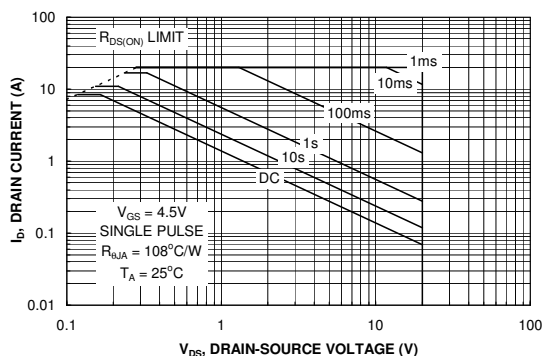 100
10
1
0.1
0.01
0.1
1
10
100
I_D, DRAIN CURRENT (A)
V_DS, DRAIN-SOURCE VOLTAGE (V)
R_DS(ON) LIMIT
1ms
10ms
100ms
1s
10s
DC
V_GS = 4.5V
SINGLE PULSE
R_θJA = 108°C/W
T_A = 25°C